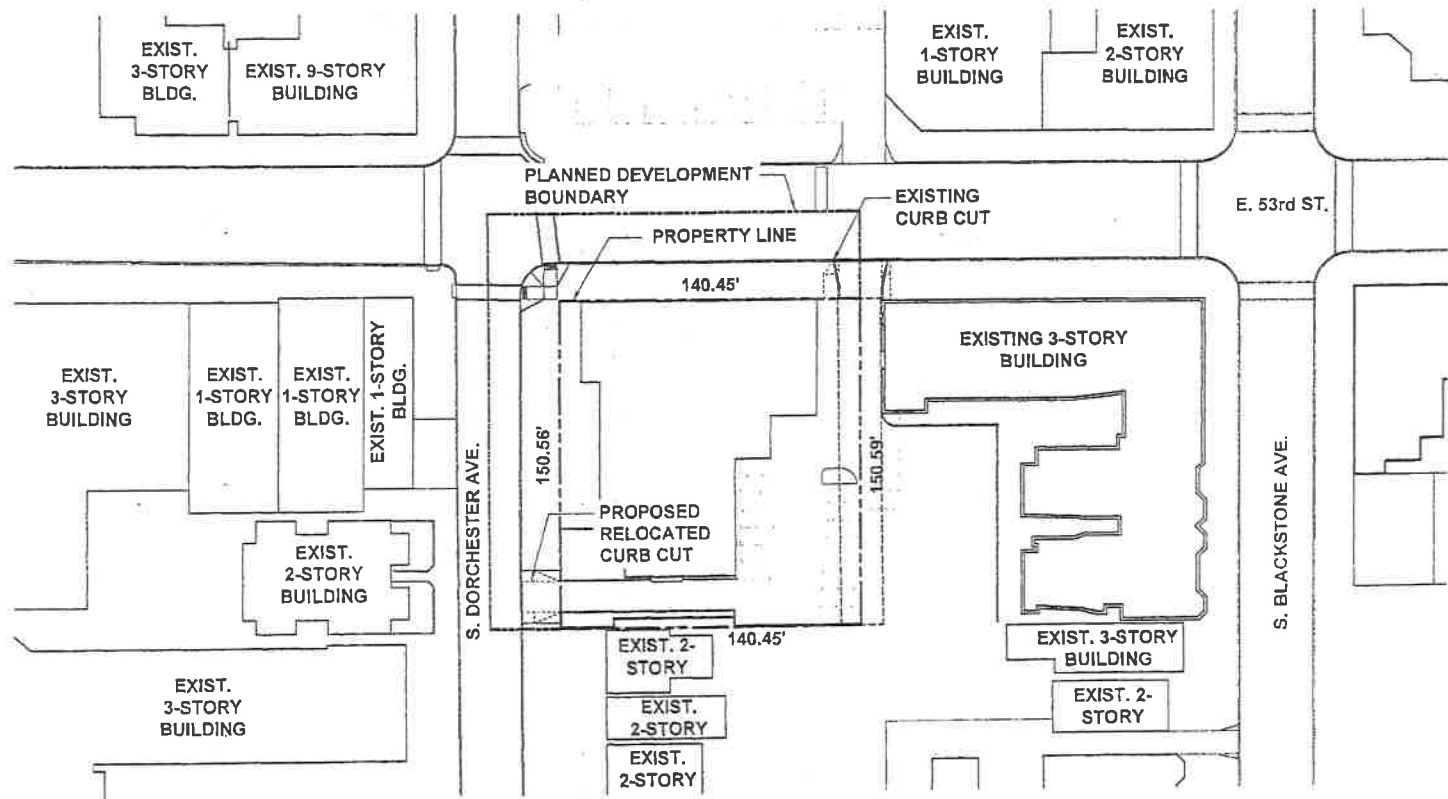 EXIST.
3-STORY
BLDG.
EXIST. 9-STORY
BUILDING
EXIST.
1-STORY
BUILDING
EXIST.
2-STORY
BUILDING
PLANNED DEVELOPMENT
BOUNDARY
EXISTING
CURB CUT
E. 53rd ST.
PROPERTY LINE
140.45'
EXIST.
3-STORY
BUILDING
EXIST.
1-STORY
BLDG.
EXIST.
1-STORY
BLDG.
EXIST. 1-STORY
BLDG.
S. DORCHESTER AVE.
150.56'
150.59'
EXISTING 3-STORY
BUILDING
S. BLACKSTONE AVE.
PROPOSED
RELOCATED
CURB CUT
EXIST.
2-STORY
BUILDING
140.45'
EXIST. 2-
STORY
EXIST. 3-STORY
BUILDING
EXIST.
3-STORY
BUILDING
EXIST.
2-STORY
EXIST. 2-
STORY
EXIST.
2-STORY